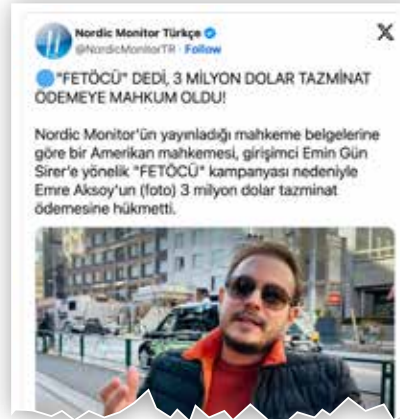 Nordic Monitor Türkçe
@NordicMonitorTR · Follow
"FETÖCÜ" DEDİ, 3 MİLYON DOLAR TAZMİNAT
ÖDEMEYE MAHKUM OLDU!
Nordic Monitor'ün yayınladığı mahkeme belgelerine
göre bir Amerikan mahkemesi, girişimci Emin Gün
Sirer'e yönelik "FETÖCÜ" kampanyası nedeniyle
Emre Aksoy'un (foto) 3 milyon dolar tazminat
ödemesine hükmetti.